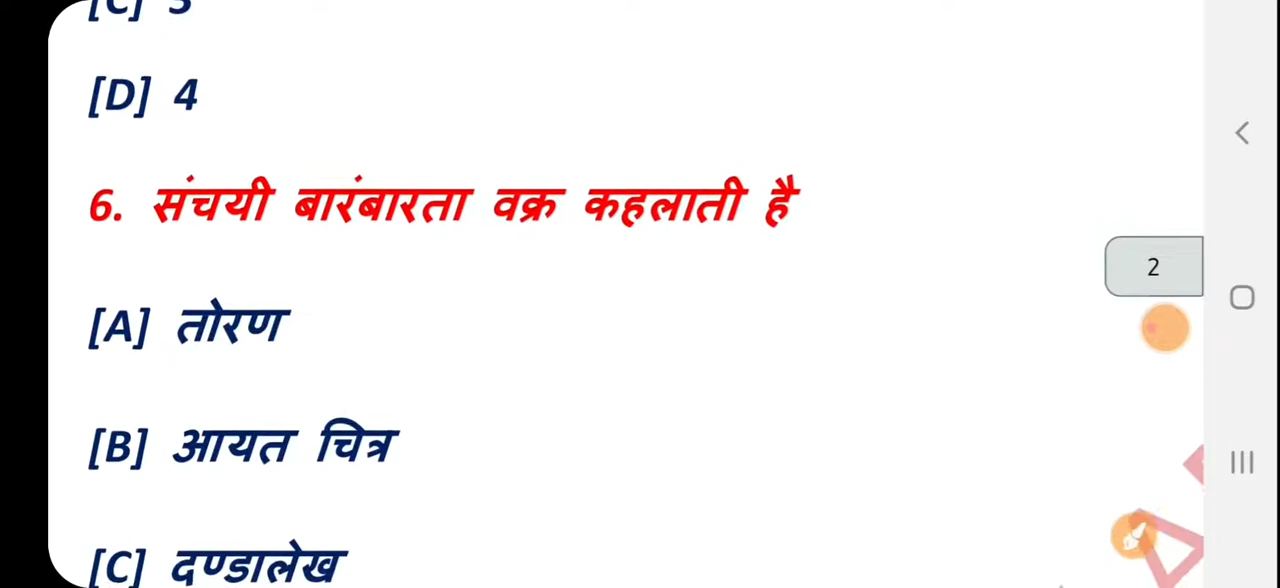 [D] 4
6. संचयी बारंबारता वक्र कहलाती है
2
[A] तोरण
[B] आयत चित्र
[C] दण्डालेख